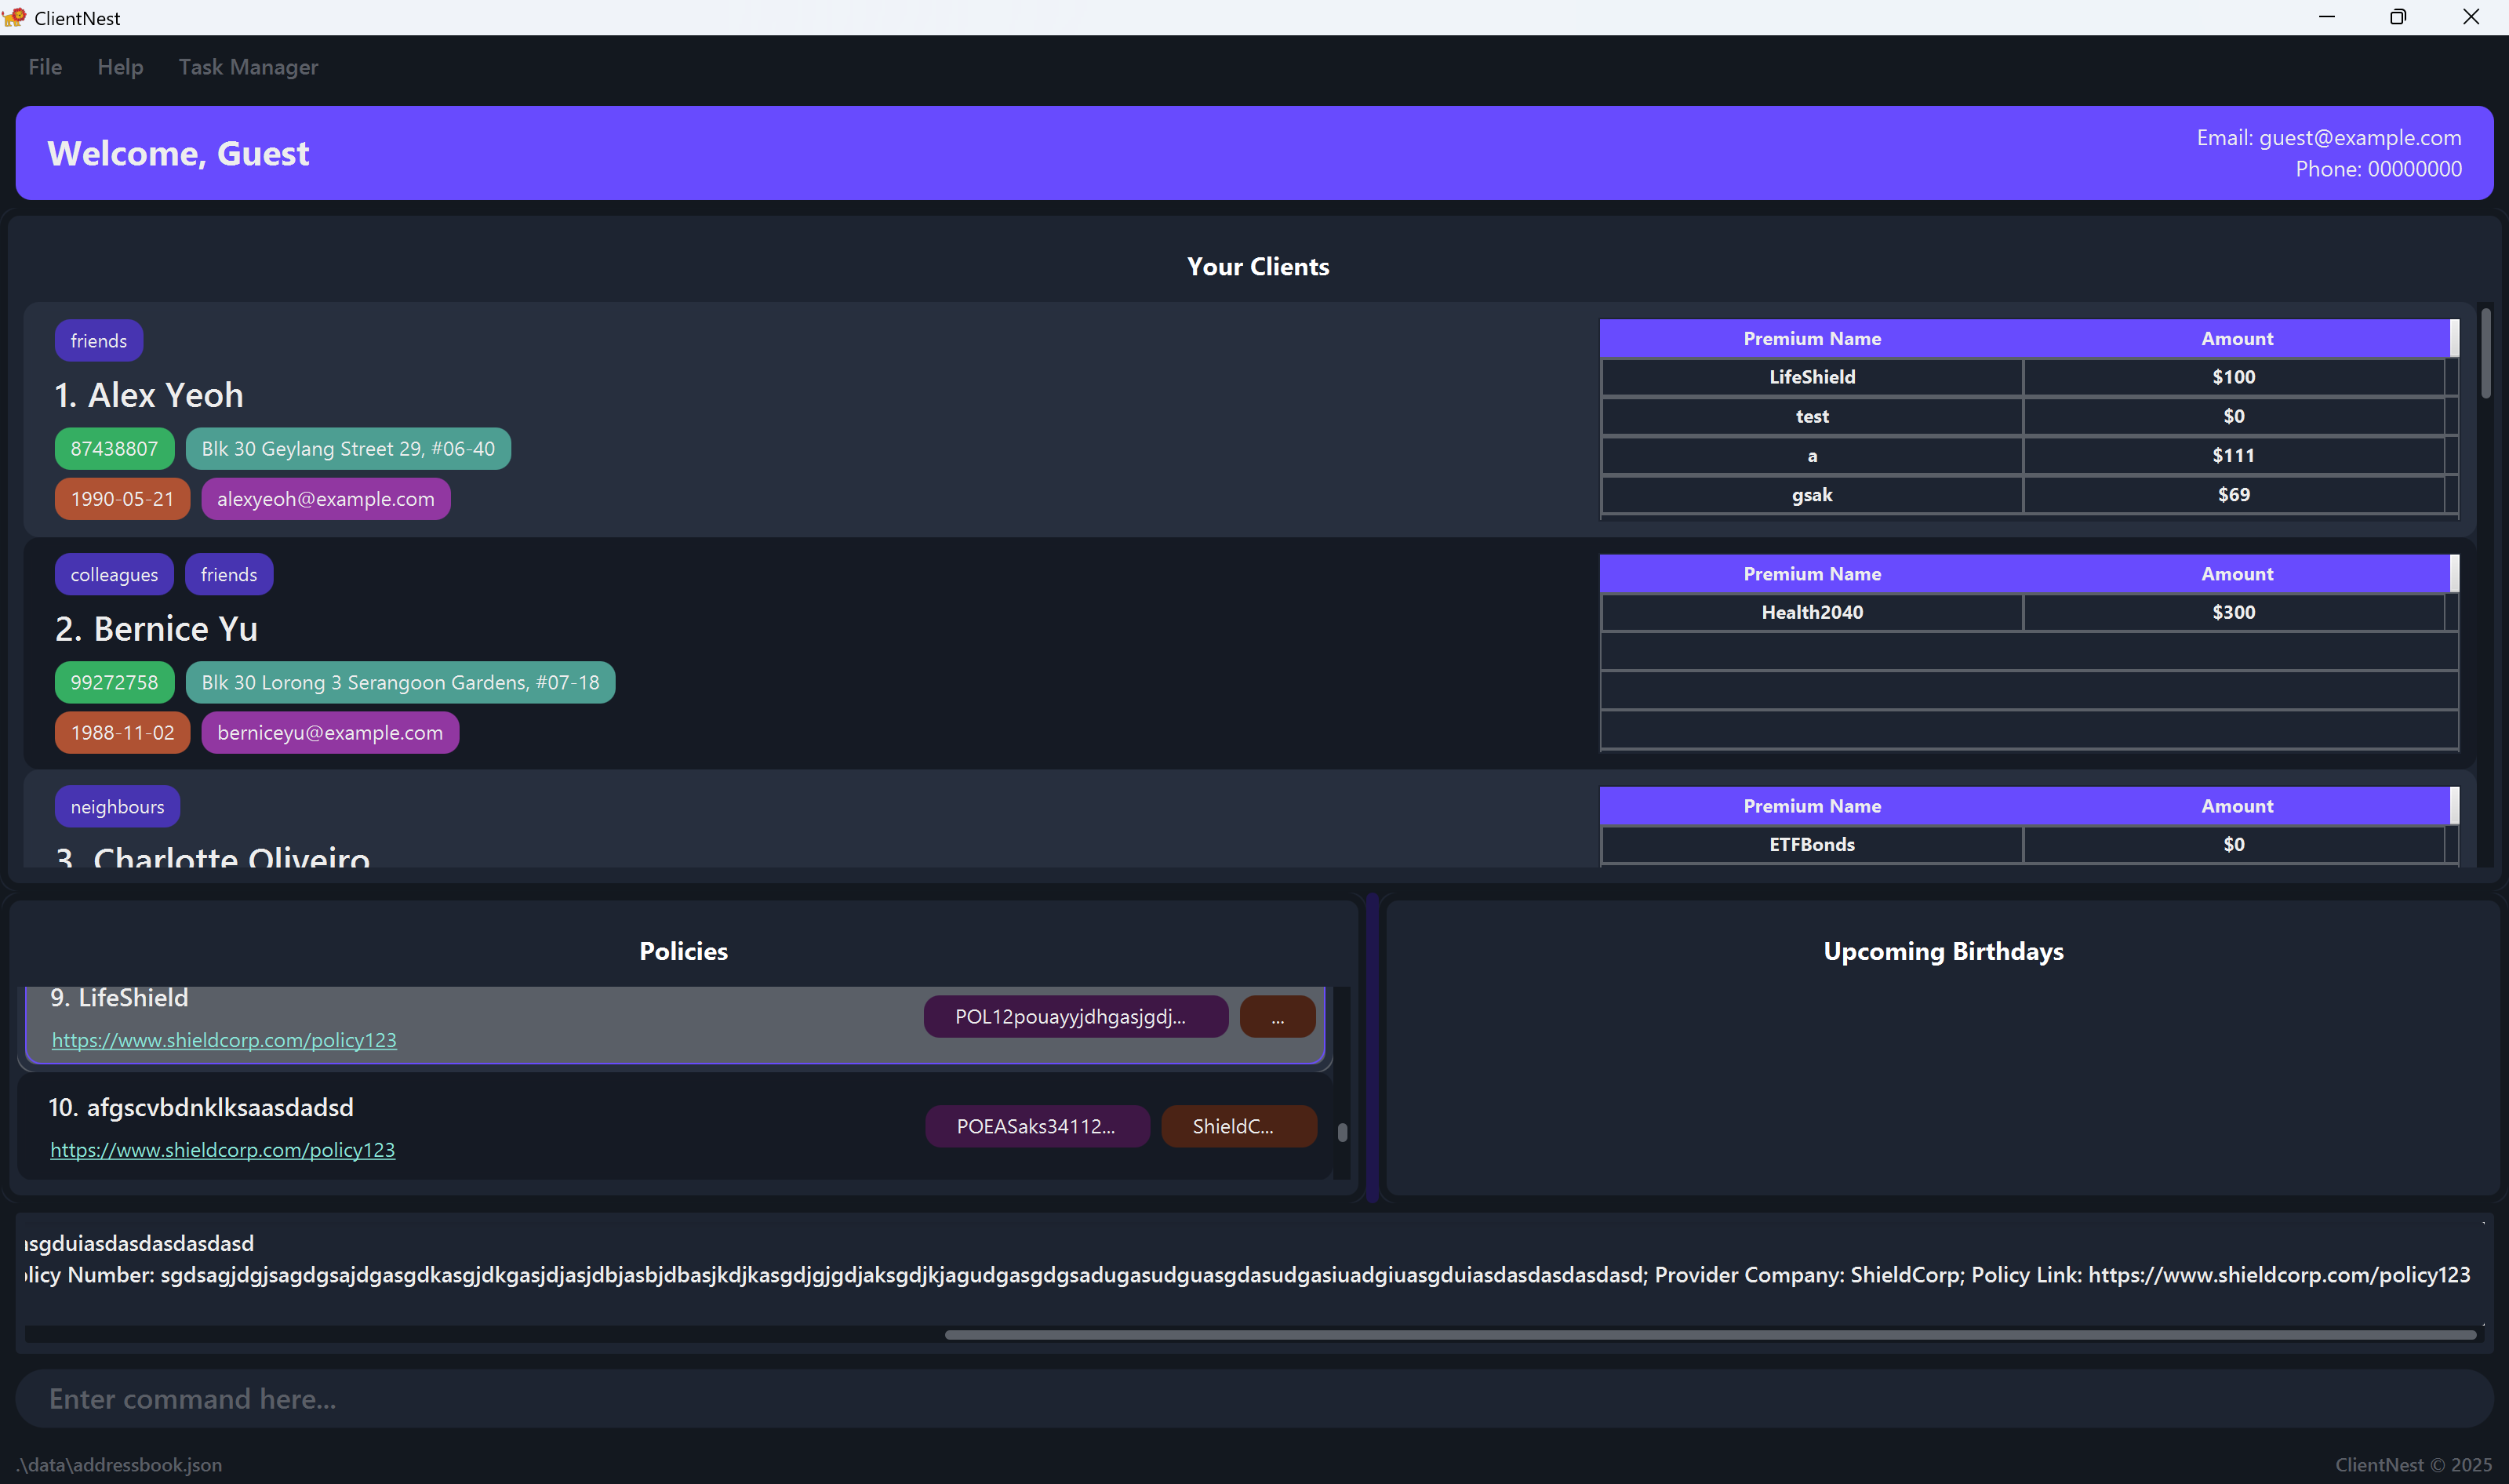 ClientNest
File Help Task Manager
Welcome, Guest
Email: guest@example.com
Phone: 00000000
Your Clients
friends
1. Alex Yeoh
87438807 Blk 30 Geylang Street 29, #06-40
1990-05-21 alexyeoh@example.com
Premium Name Amount
LifeShield $100
test $0
a $111
gsak $69
colleagues friends
2. Bernice Yu
99272758 Blk 30 Lorong 3 Serangoon Gardens, #07-18
1988-11-02 berniceyu@example.com
Premium Name Amount
Health2040 $300
neighbours
3. Charlotte Oliveiro
Premium Name Amount
ETFBonds $0
Policies
9. LifeShield
https://www.shieldcorp.com/policy123
POL12pouayyjdhgasjgdj... ...
10. afgscvbdnklksaasdadsd
https://www.shieldcorp.com/policy123
POEASaks34112... ShieldC...
Upcoming Birthdays
asgduiasdasdasdasdasd
licy Number: sgdsagjdgjsagdgsajdgasgdkasgjdkgasjdjasjdbjasbjdbasjkdjkasgdjgjgdjaksgdjkjagudgasgdgsadugasudguasgdasudgasiuadgiuasgduiasdasdasdasdasd; Provider Company: ShieldCorp; Policy Link: https://www.shieldcorp.com/policy123
Enter command here...
.\data\addressbook.json
ClientNest © 2025